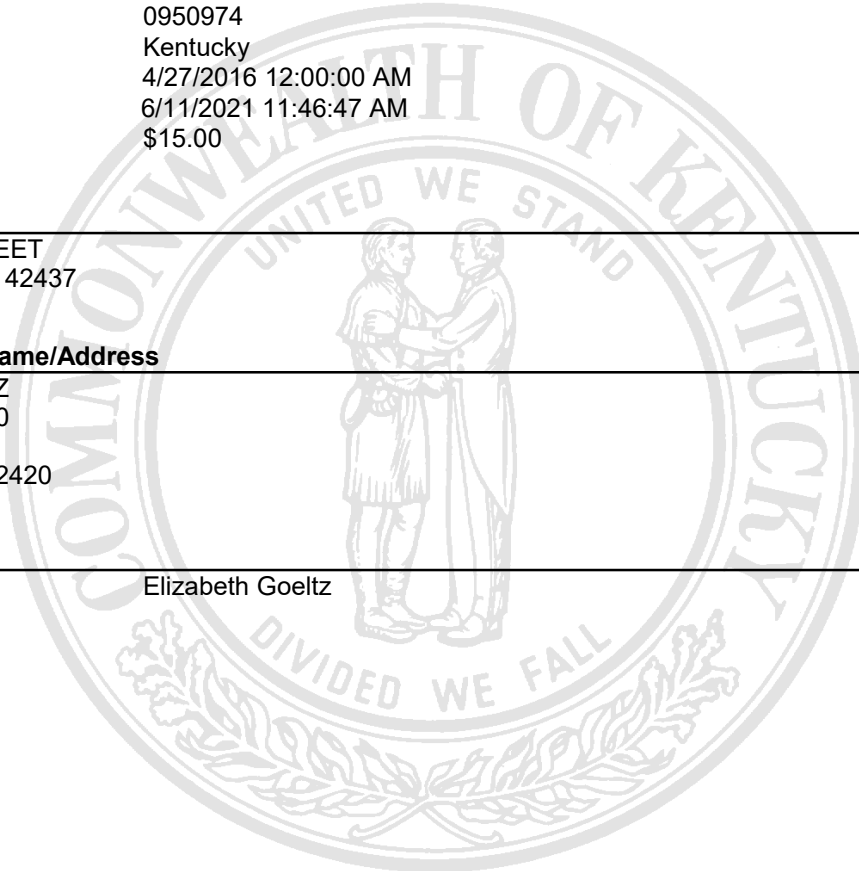 0950974
Kentucky
4/27/2016 12:00:00 AM
6/11/2021 11:46:47 AM
$15.00
COMMONWEALTH OF KENTUCKY
UNITED WE STAND
EET
42437
ame/Address
Z
0
2420
Elizabeth Goeltz
DIVIDED WE FALL